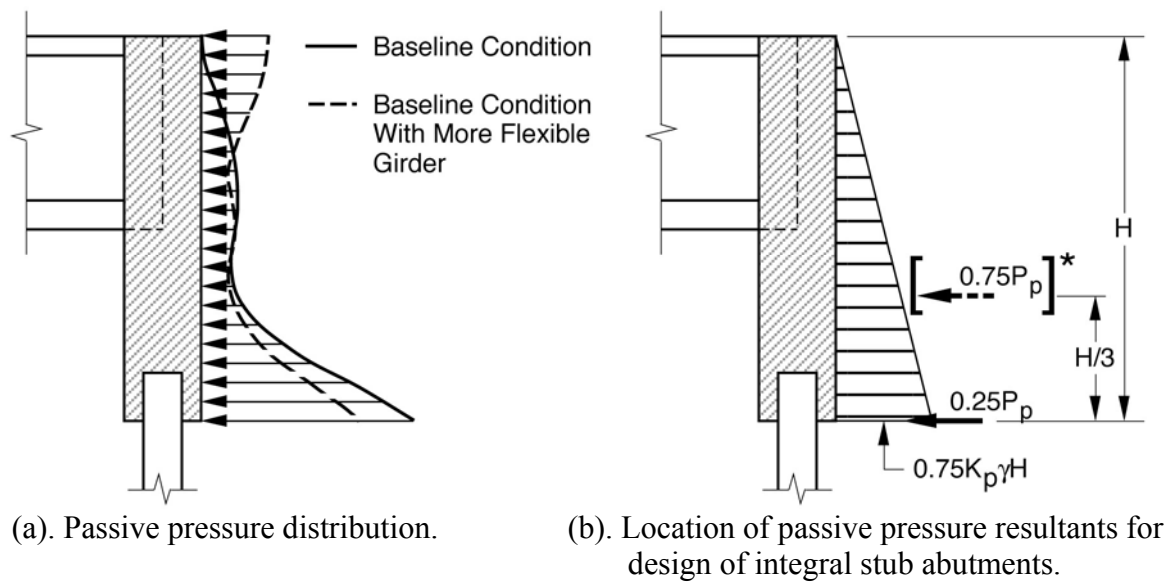 Baseline Condition
Baseline Condition
With More Flexible
Girder
H
[0.75Pp]*
H/3
0.25Pp
0.75KpγH
(a). Passive pressure distribution.
(b). Location of passive pressure resultants for
design of integral stub abutments.